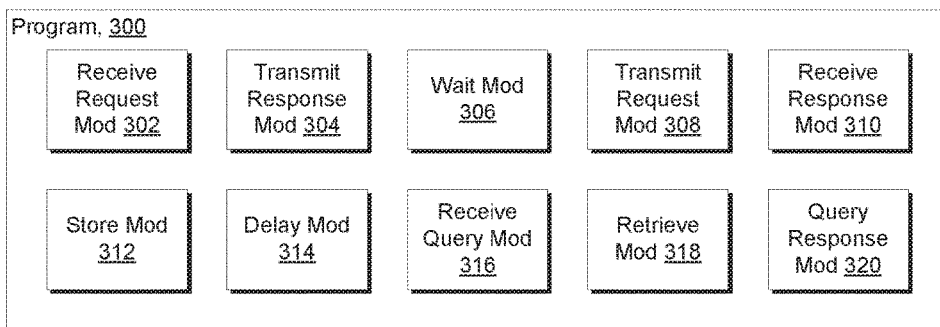 Program, 300
Receive
Request
Mod 302
Transmit
Response
Mod 304
Wait Mod
306
Transmit
Request
Mod 308
Receive
Response
Mod 310
Store Mod
312
Delay Mod
314
Receive
Query Mod
316
Retrieve
Mod 318
Query
Response
Mod 320